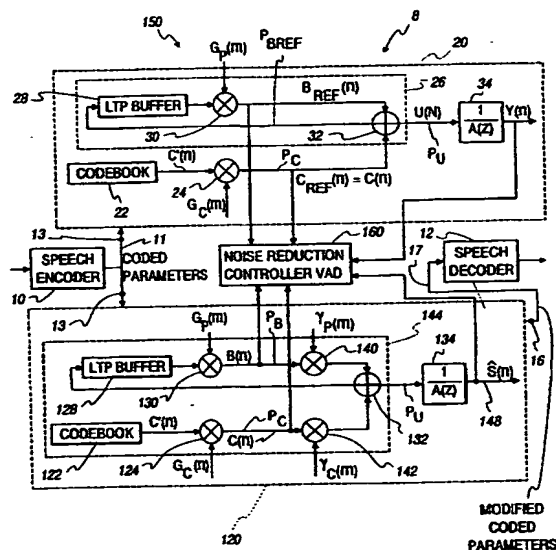 150
8
20
G_P(m)
P_BREF
28
LTP BUFFER
B_REF(n)
26
34
30
32
U(N)
1
A(Z)
Y(n)
P_U
CODEBOOK
C'(n)
P_C
22
24
C_REF(n) = C(n)
G_C(m)
13
11
160
17
12
SPEECH
ENCODER
CODED
PARAMETERS
NOISE REDUCTION
CONTROLLER VAD
SPEECH
DECODER
10
13
16
G_P(m)
P_B
γ_P(m)
144
134
LTP BUFFER
B(n)
140
1
A(Z)
Ŝ(n)
128
130
132
P_U
148
CODEBOOK
C'(n)
P_C
C(n)
122
124
142
G_C(m)
γ_C(m)
120
MODIFIED
CODED
PARAMETERS